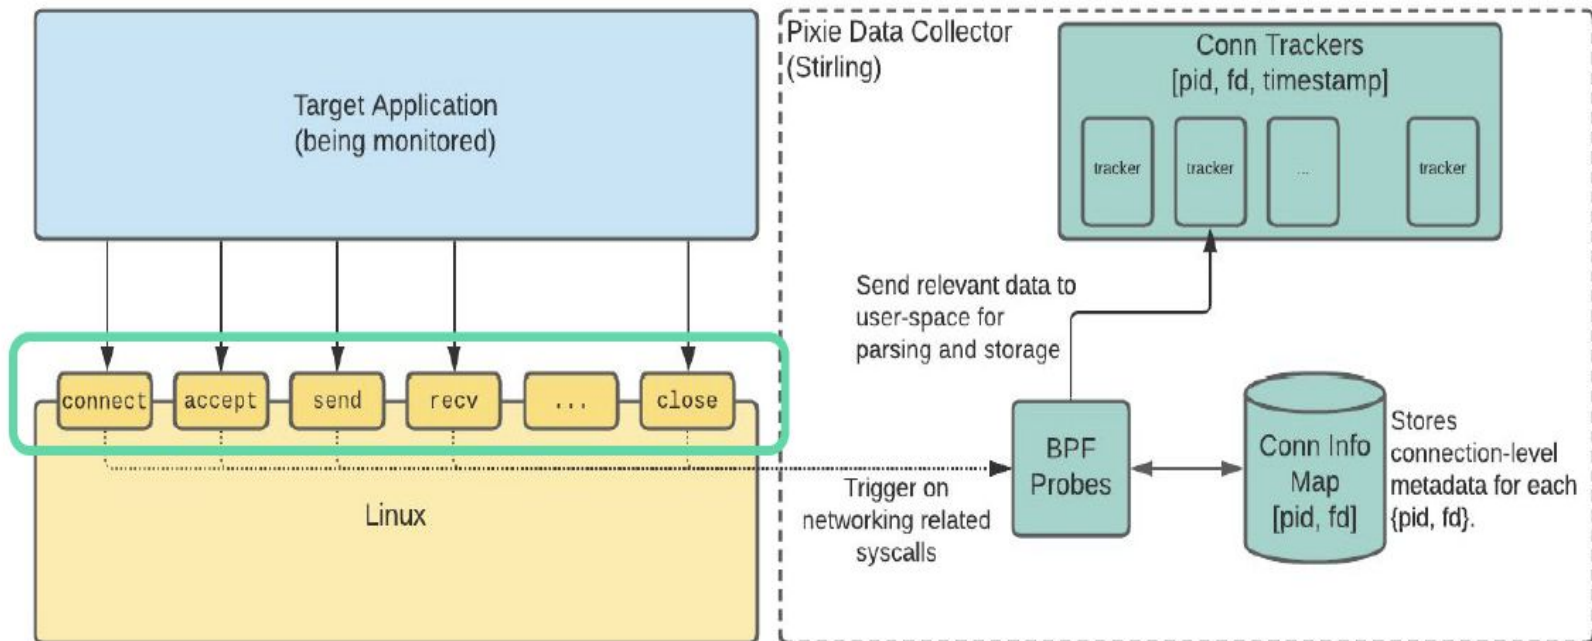 Target Application
(being monitored)
connect
accept
send
recv
...
close
Linux
Pixie Data Collector
(Stirling)
Conn Trackers
[pid, fd, timestamp]
tracker
tracker
...
tracker
Send relevant data to
user-space for
parsing and storage
Trigger on
networking related
syscalls
BPF
Probes
Conn Info
Map
[pid, fd]
Stores
connection-level
metadata for each
{pid, fd}.